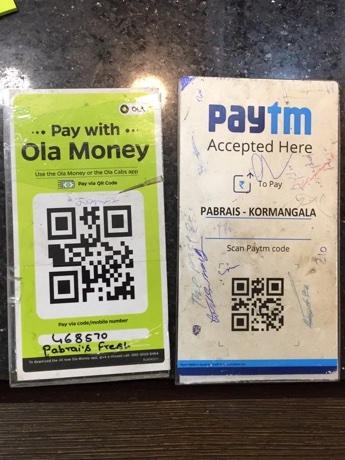 OLA
Pay with
Ola Money
Use the Ola Money or the Ola Cabs app
Pay via QR Code
Pay via code/mobile number
468570
Pabrai's Fresh
paytm
Accepted Here
₹ To Pay
PABRAIS - KORMANGALA
Scan Paytm code